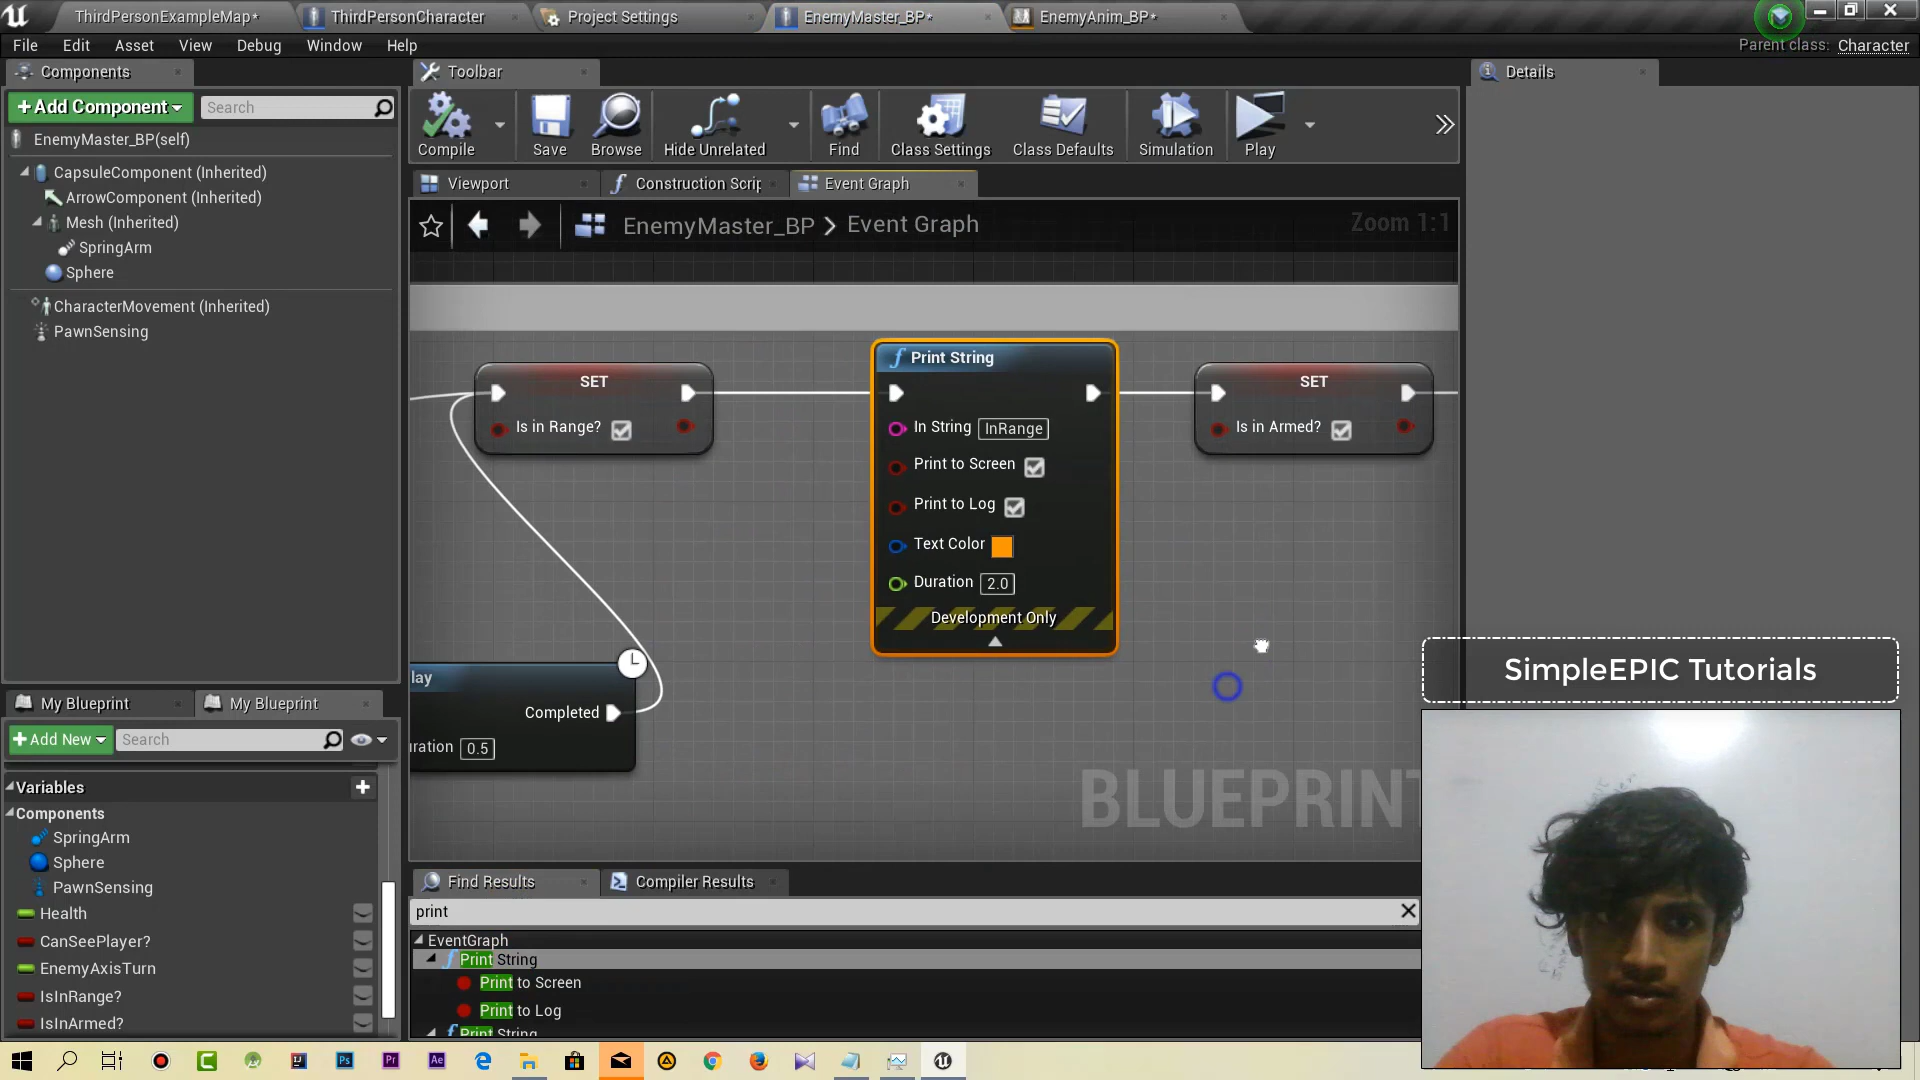 ThirdPersonExampleMap*
ThirdPersonCharacter
Project Settings
EnemyMaster_BP*
EnemyAnim_BP*
File Edit Asset View Debug Window Help
Parent class: Character
Components
Toolbar
Details
+Add Component
Search
EnemyMaster_BP(self)
CapsuleComponent (Inherited)
ArrowComponent (Inherited)
Mesh (Inherited)
SpringArm
Sphere
CharacterMovement (Inherited)
PawnSensing
Compile
Save
Browse
Hide Unrelated
Find
Class Settings
Class Defaults
Simulation
Play
Viewport
Construction Scrip
Event Graph
EnemyMaster_BP > Event Graph
Zoom 1:1
SET
Is in Range?
Print String
In String InRange
Print to Screen
Print to Log
Text Color
Duration 2.0
Development Only
SET
Is in Armed?
lay
Completed
uration 0.5
BLUEPRINT
My Blueprint
My Blueprint
+Add New
Search
Variables
Components
SpringArm
Sphere
PawnSensing
Health
CanSeePlayer?
EnemyAxisTurn
IsInRange?
IsInArmed?
Find Results
Compiler Results
print
EventGraph
Print String
Print to Screen
Print to Log
Print String
SimpleEPIC Tutorials
Ps
Pr
Ae